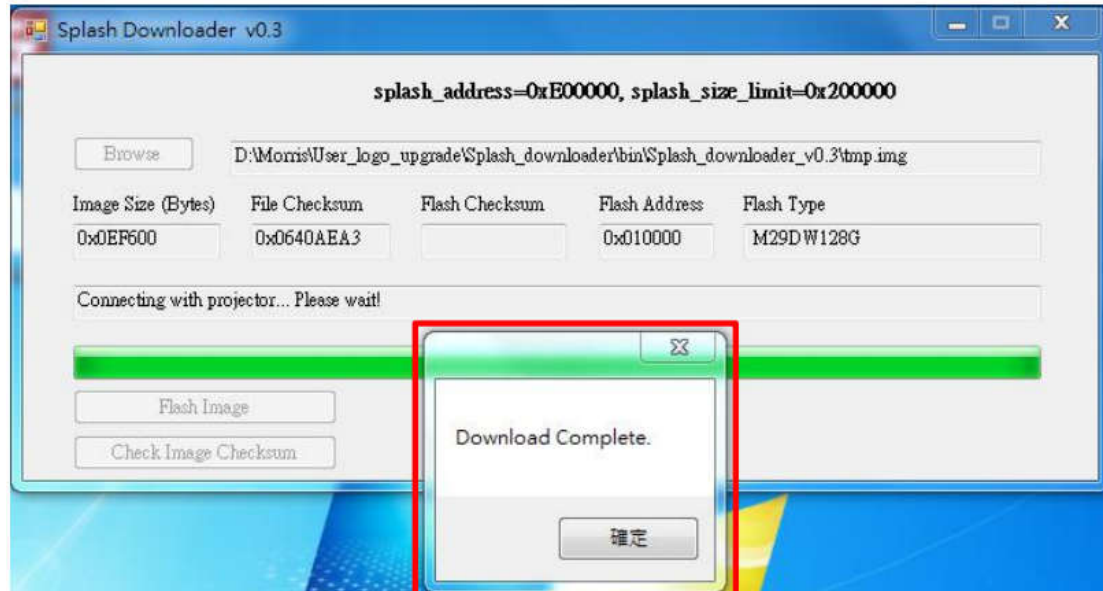 Splash Downloader v0.3
splash_address=0xE00000, splash_size_limit=0x200000
Browse D:\Morris\User_logo_upgrade\Splash_downloader\bin\Splash_downloader_v0.3\tmp.img
Image Size (Bytes) File Checksum Flash Checksum Flash Address Flash Type
0x0EF600 0x0640AEA3 0x010000 M29DW128G
Connecting with projector... Please wait!
Flash Image
Check Image Checksum
Download Complete.
確定